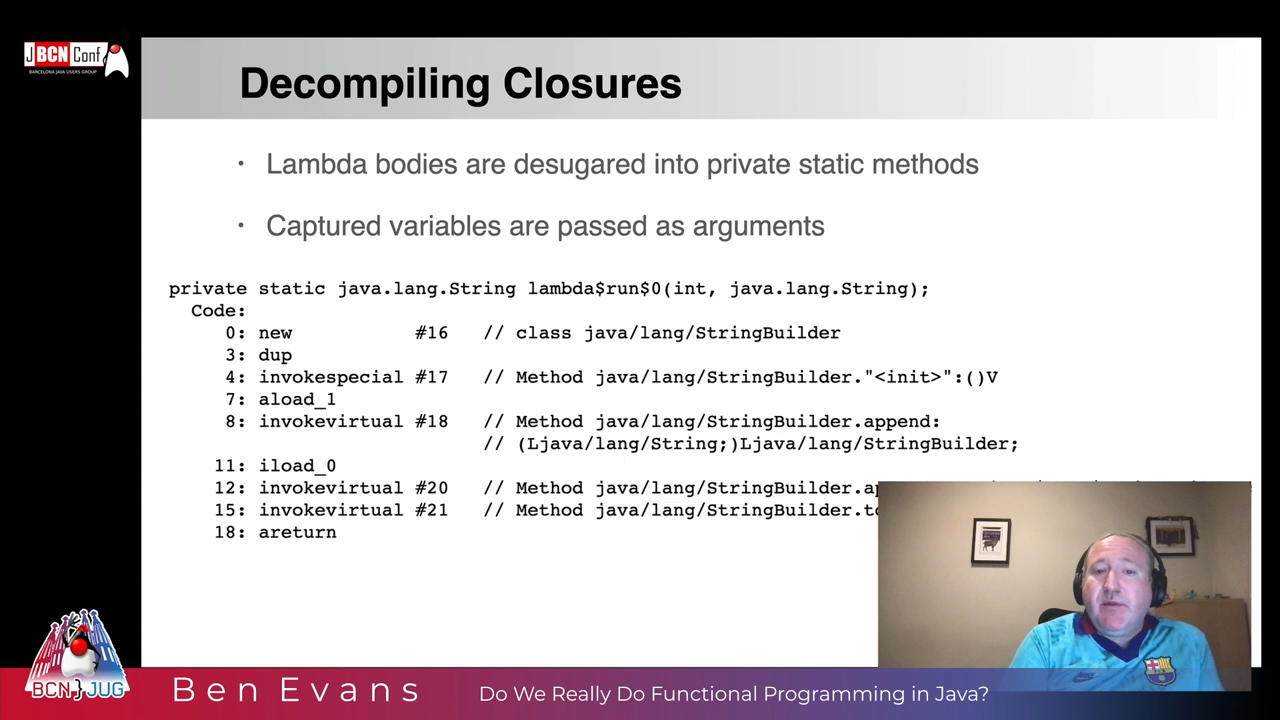 JBCNConf
BARCELONA JAVA USERS GROUP
Decompiling Closures
• Lambda bodies are desugared into private static methods
• Captured variables are passed as arguments
private static java.lang.String lambda$run$0(int, java.lang.String);
Code:
0: new #16 // class java/lang/StringBuilder
3: dup
4: invokespecial #17 // Method java/lang/StringBuilder."<init>":()V
7: aload_1
8: invokevirtual #18 // Method java/lang/StringBuilder.append:
// (Ljava/lang/String;)Ljava/lang/StringBuilder;
11: iload_0
12: invokevirtual #20 // Method java/lang/StringBuilder.ap
15: invokevirtual #21 // Method java/lang/StringBuilder.to
18: areturn
BCN JUG
Ben Evans
Do We Really Do Functional Programming in Java?